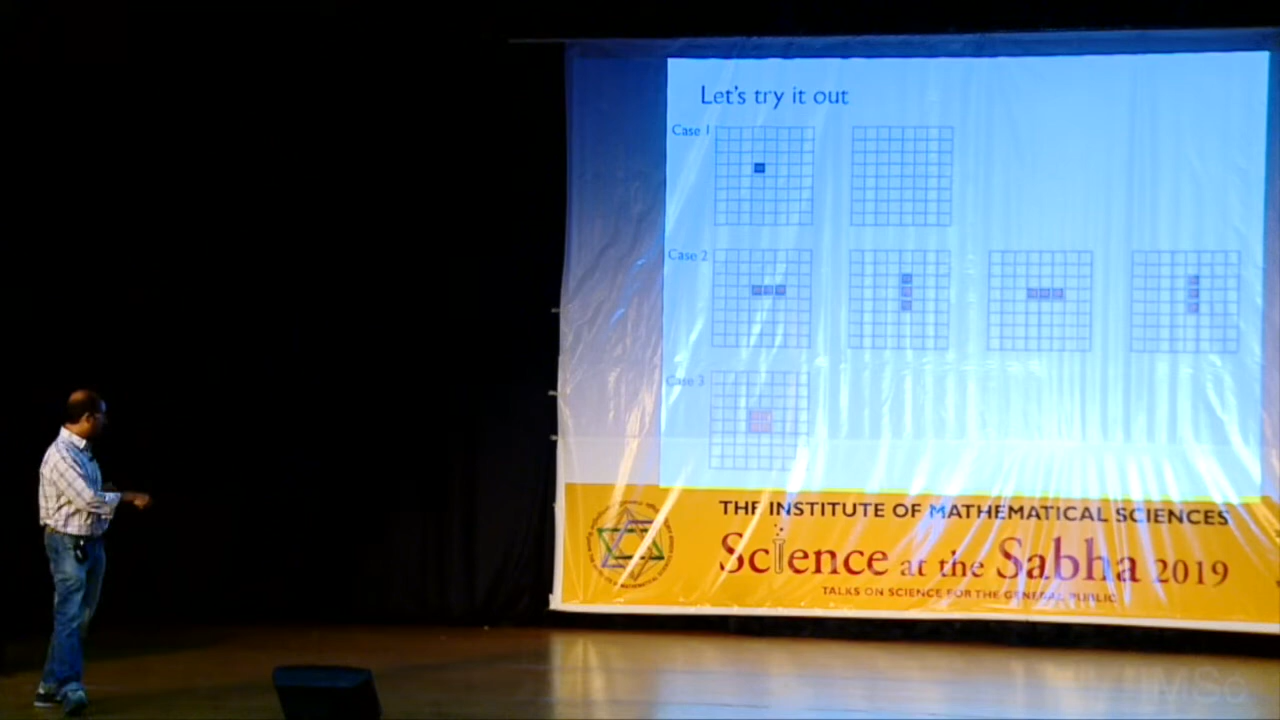 Let's try it out
Case 1
Case 2
Case 3
THE INSTITUTE OF MATHEMATICAL SCIENCES
Science at the Sabha 2019
TALKS ON SCIENCE FOR THE GENERAL PUBLIC
IMSc